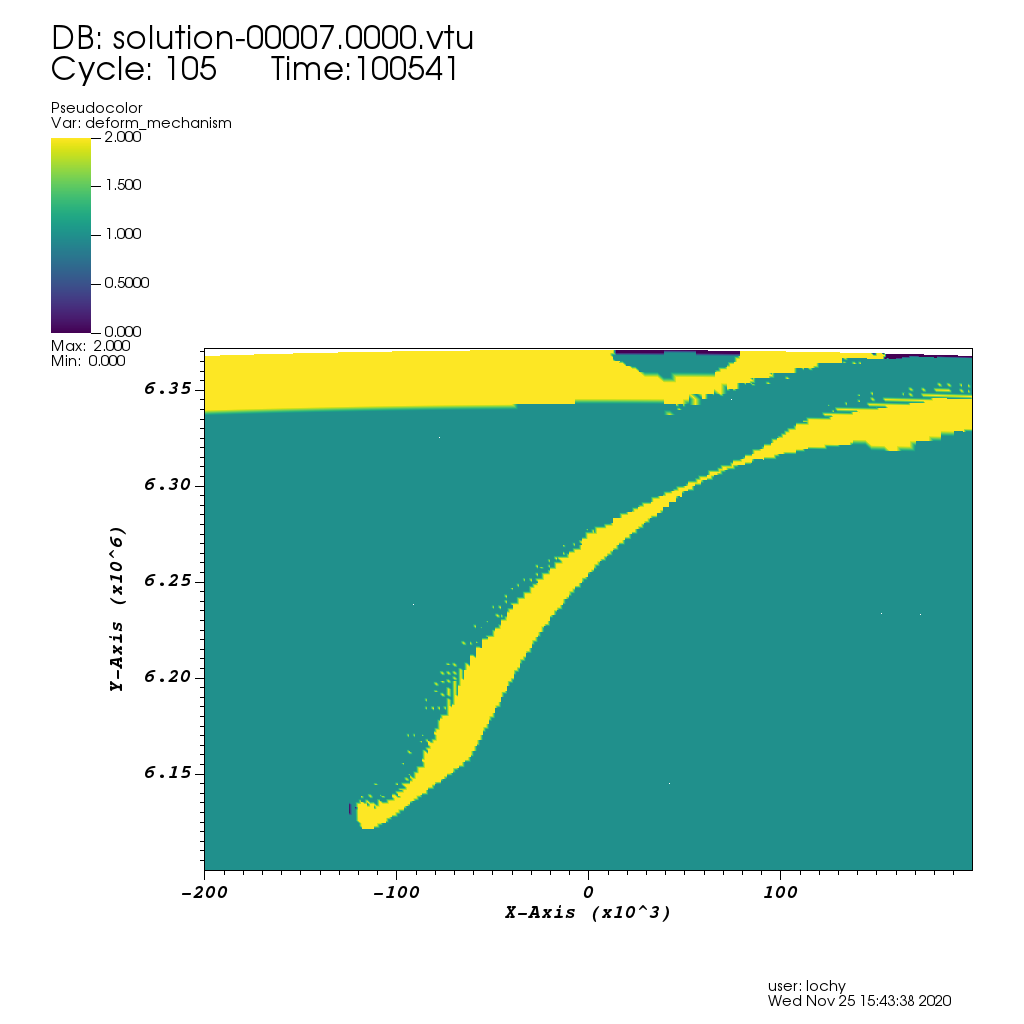 DB: solution-00007.0000.vtu
Cycle: 105 Time:100541
Pseudocolor
Var: deform_mechanism
2.000
1.500
1.000
0.5000
0.000
Max: 2.000
Min: 0.000
6.35
6.30
6.25
6.20
6.15
Y-Axis (x10^6)
-200 -100 0 100
X-Axis (x10^3)
user: lochy
Wed Nov 25 15:43:38 2020